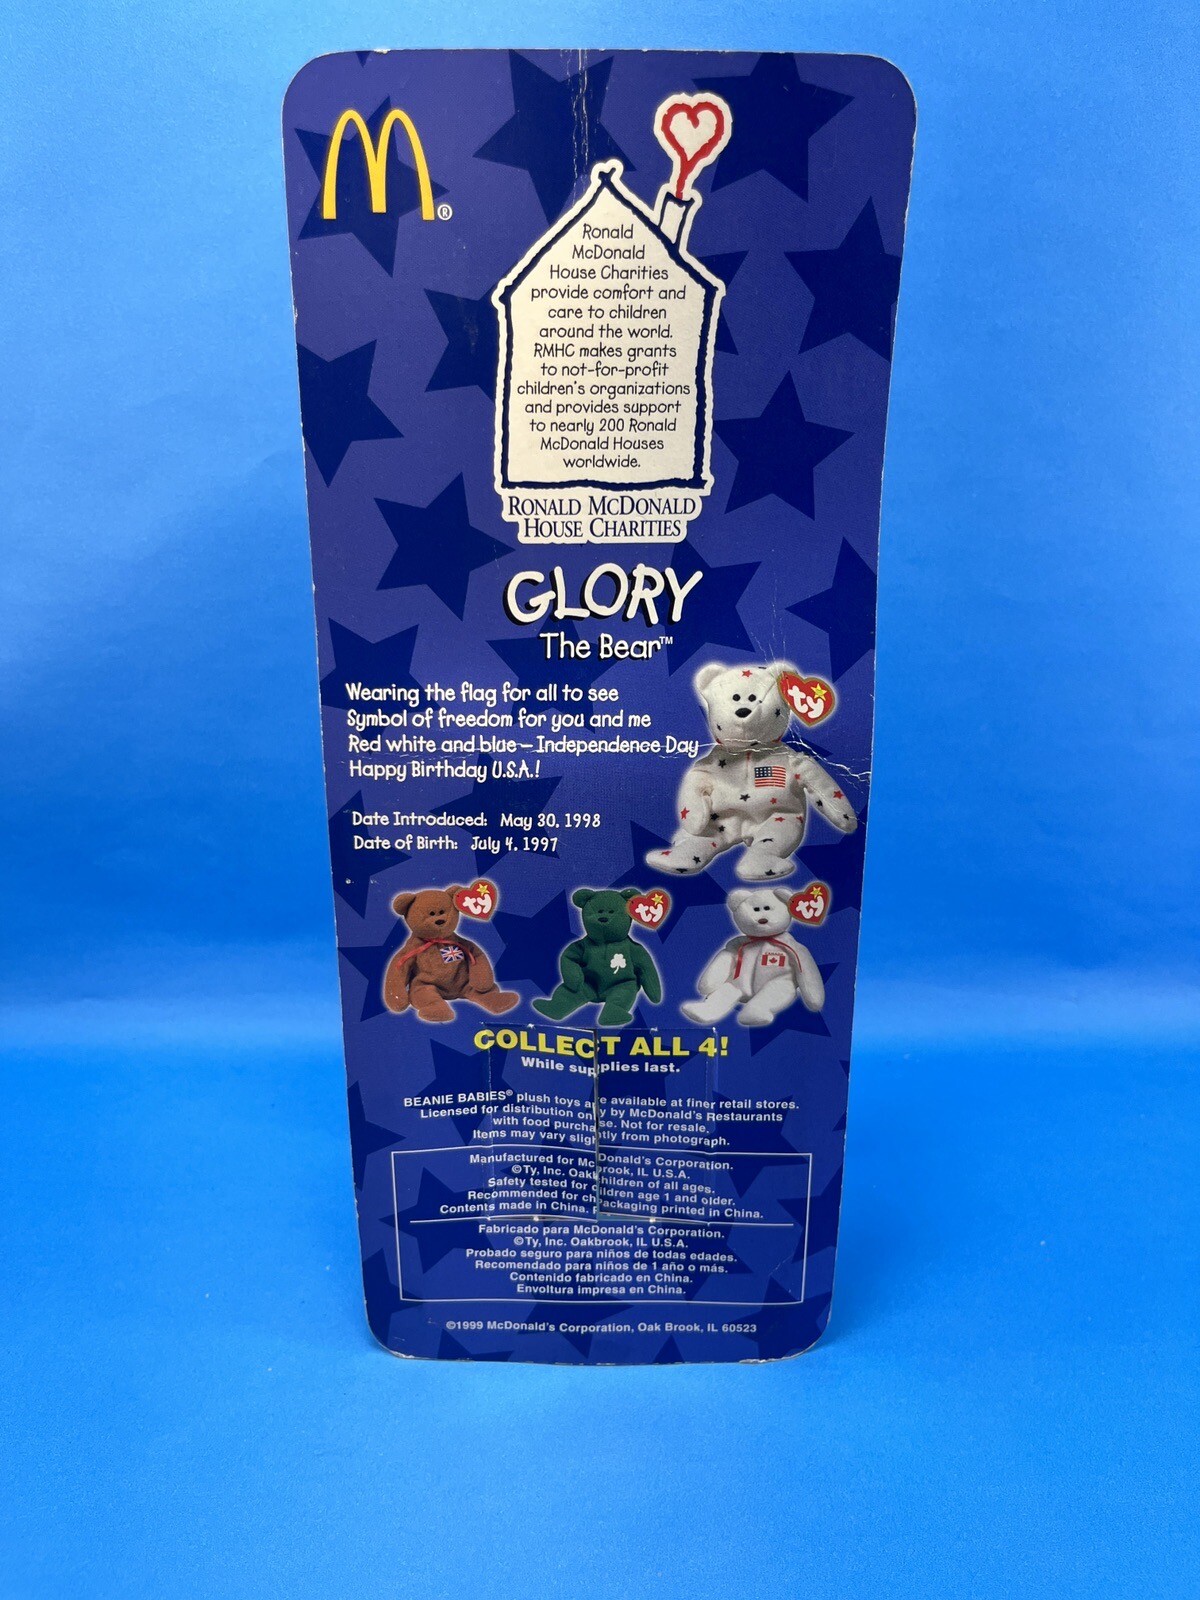 M®
Ronald
McDonald
House Charities
provide comfort and
care to children
around the world.
RMHC makes grants
to not-for-profit
children's organizations
and provides support
to nearly 200 Ronald
McDonald Houses
worldwide.
RONALD MCDONALD
HOUSE CHARITIES
GLORY
The Bear™
Wearing the flag for all to see
Symbol of freedom for you and me
Red white and blue – Independence Day
Happy Birthday U.S.A.!
ty
Date Introduced: May 30, 1998
Date of Birth: July 4, 1997
ty
ty
ty
COLLECT ALL 4!
While supplies last.
BEANIE BABIES® plush toys are available at finer retail stores.
Licensed for distribution only by McDonald's Restaurants
with food purchase. Not for resale.
Items may vary slightly from photograph.
Manufactured for McDonald's Corporation.
©Ty, Inc. Oakbrook, IL U.S.A.
Safety tested for children of all ages.
Recommended for children age 1 and older.
Contents made in China. Packaging printed in China.
Fabricado para McDonald's Corporation.
©Ty, Inc. Oakbrook, IL U.S.A.
Probado seguro para niños de todas edades.
Recomendado para niños de 1 año o más.
Contenido fabricado en China.
Envoltura impresa en China.
©1999 McDonald's Corporation, Oak Brook, IL 60523